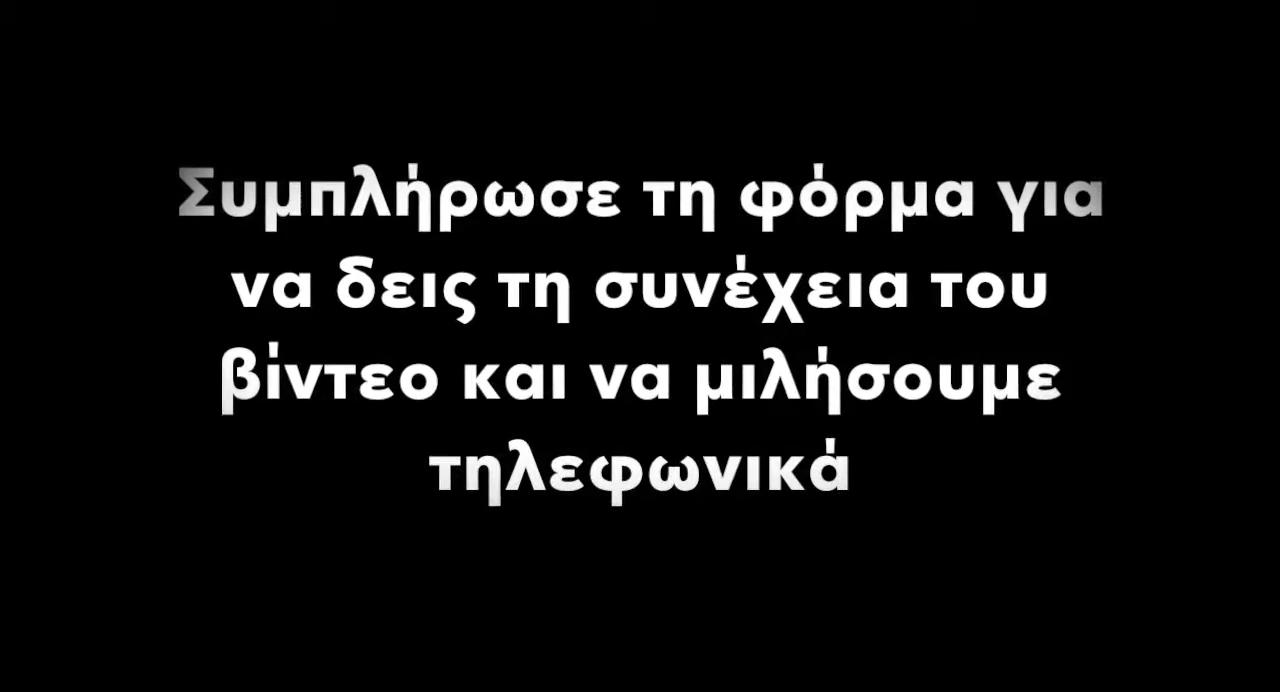 Συμπλήρωσε τη φόρμα για
να δεις τη συνέχεια του
βίντεο και να μιλήσουμε
τηλεφωνικά